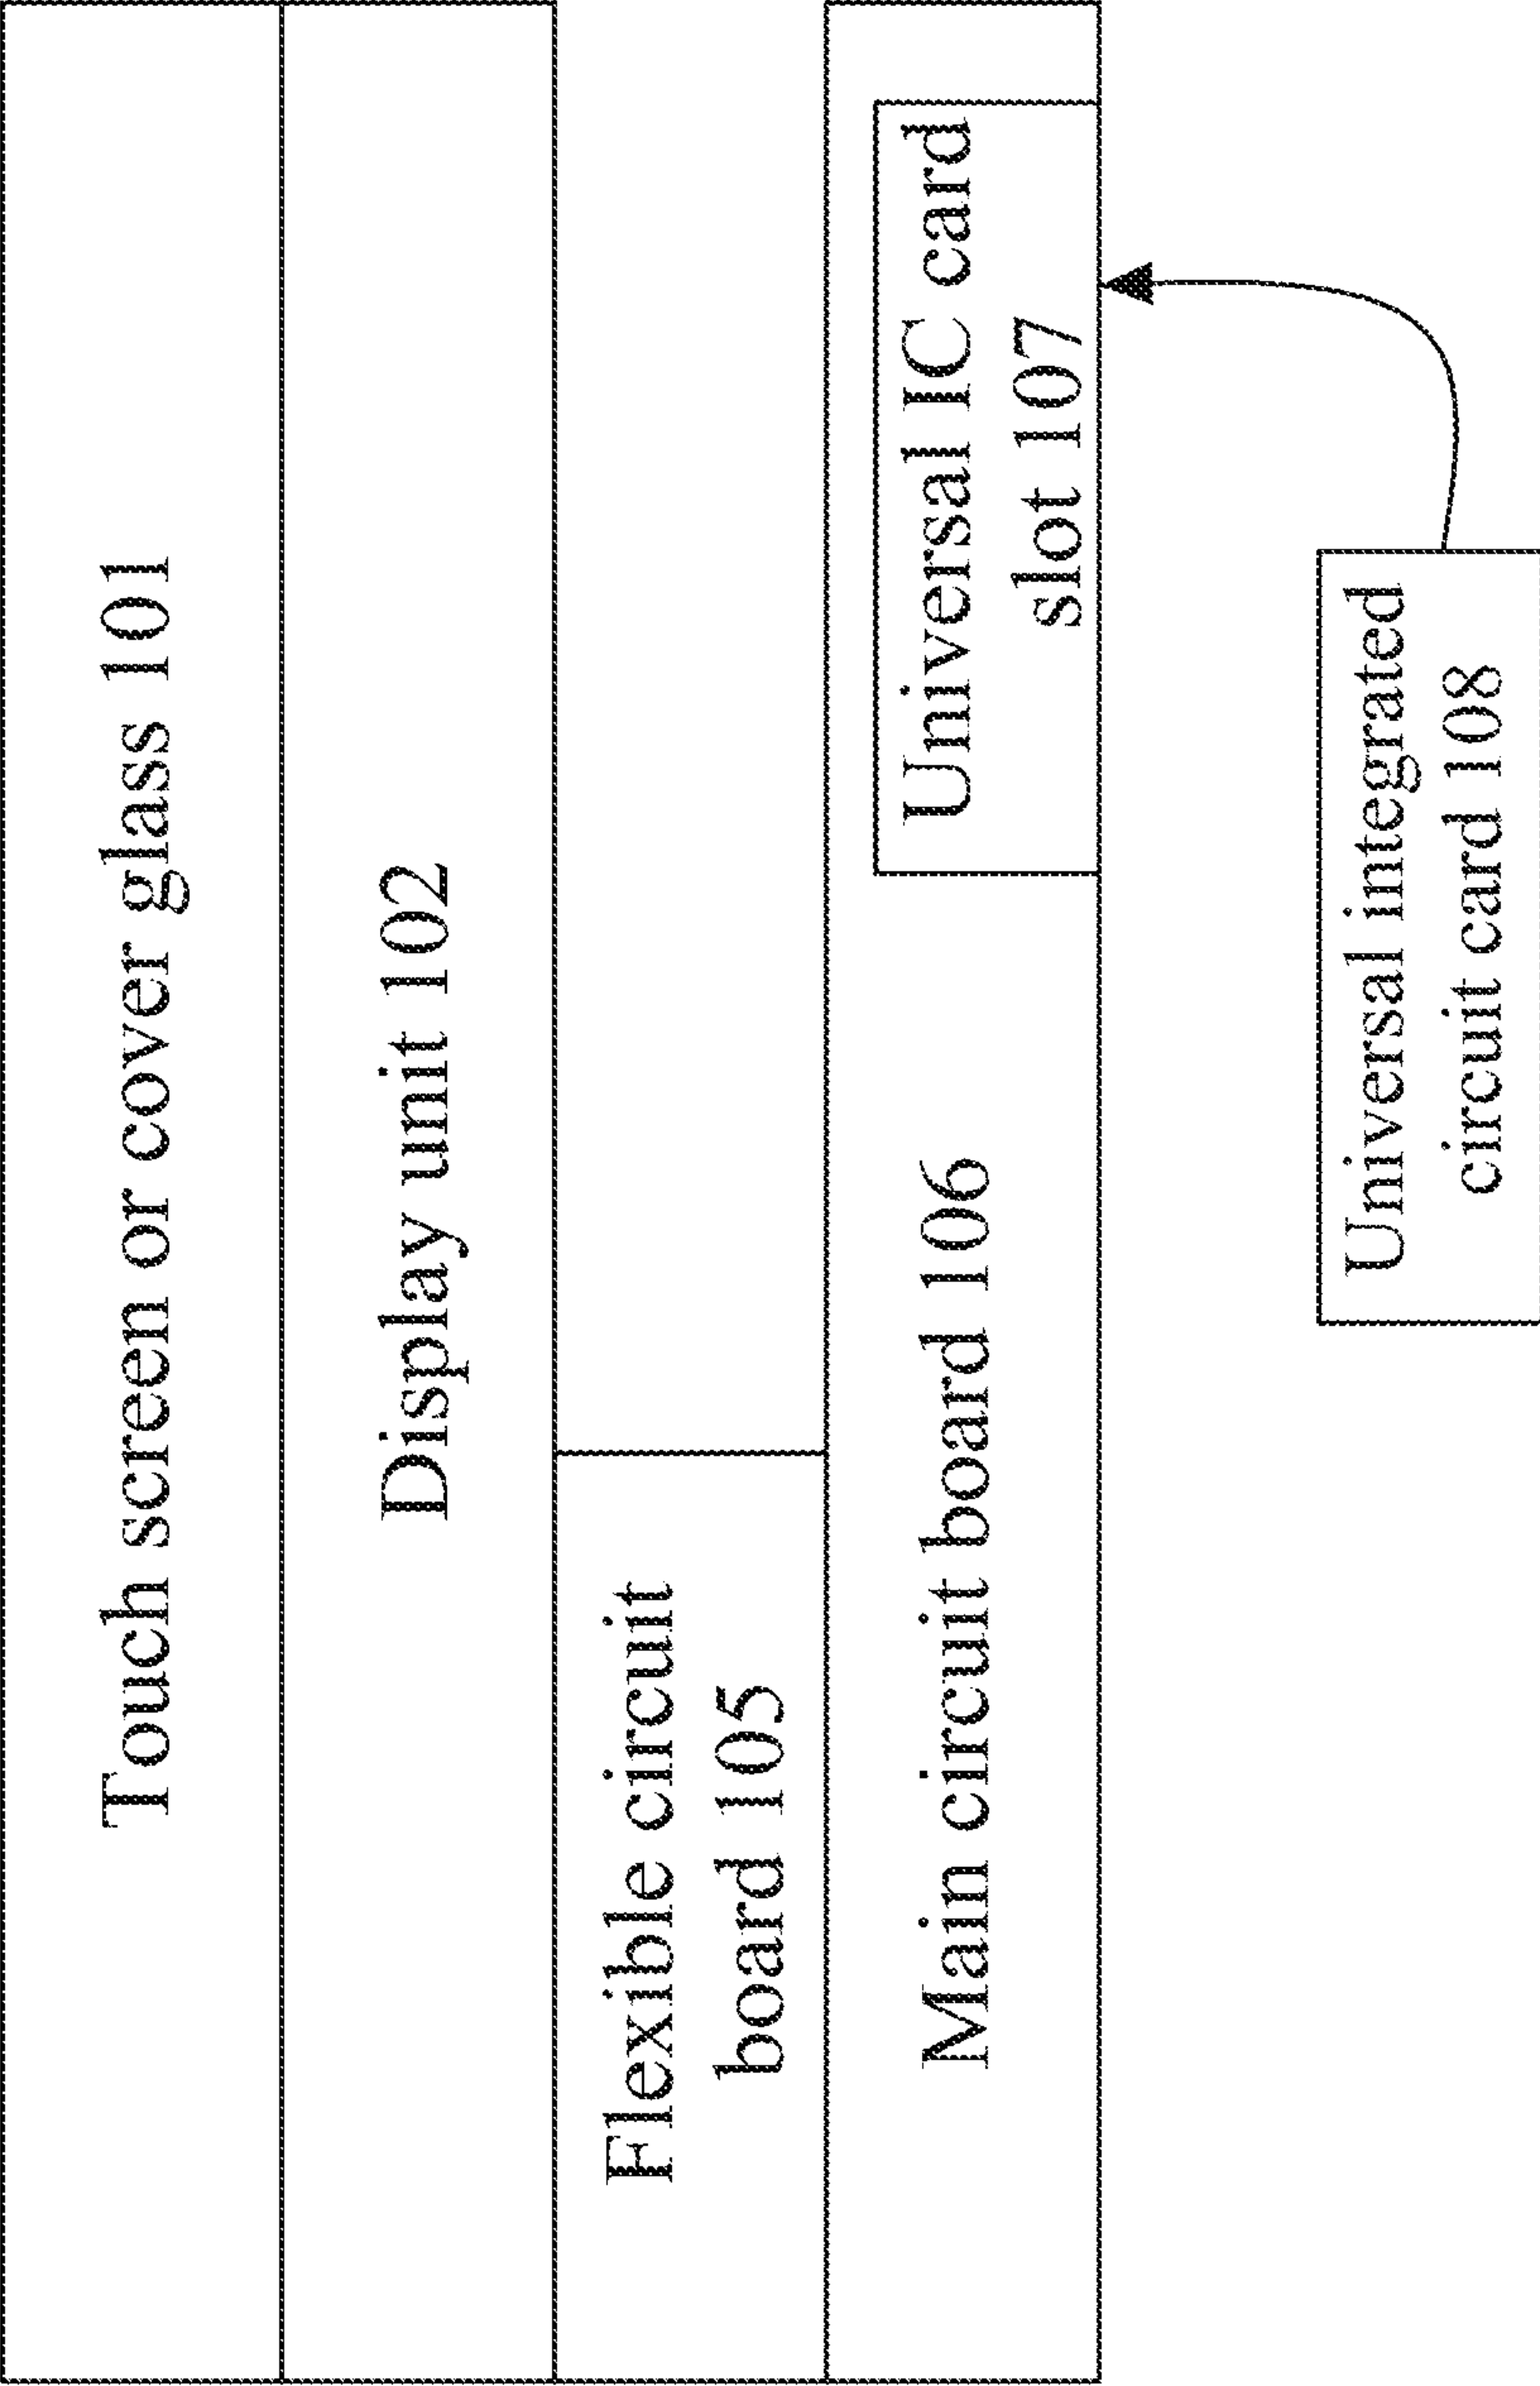 Touch screen or cover glass 101
Display unit 102
Flexible circuit
board 105
Main circuit board 106
Universal IC card
slot 107
Universal integrated
circuit card 108